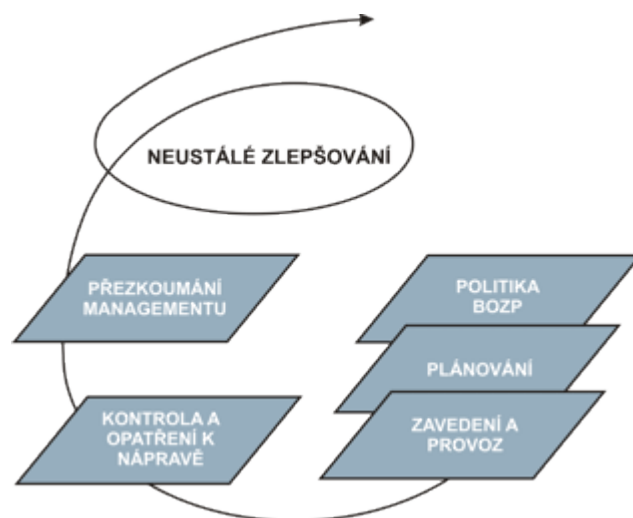 NEUSTÁLÉ ZLEPŠOVÁNÍ
PŘEZKOUMÁNÍ
MANAGEMENTU
POLITIKA
BOZP
PLÁNOVÁNÍ
KONTROLA A
OPATŘENÍ K
NÁPRAVĚ
ZAVEDENÍ A
PROVOZ